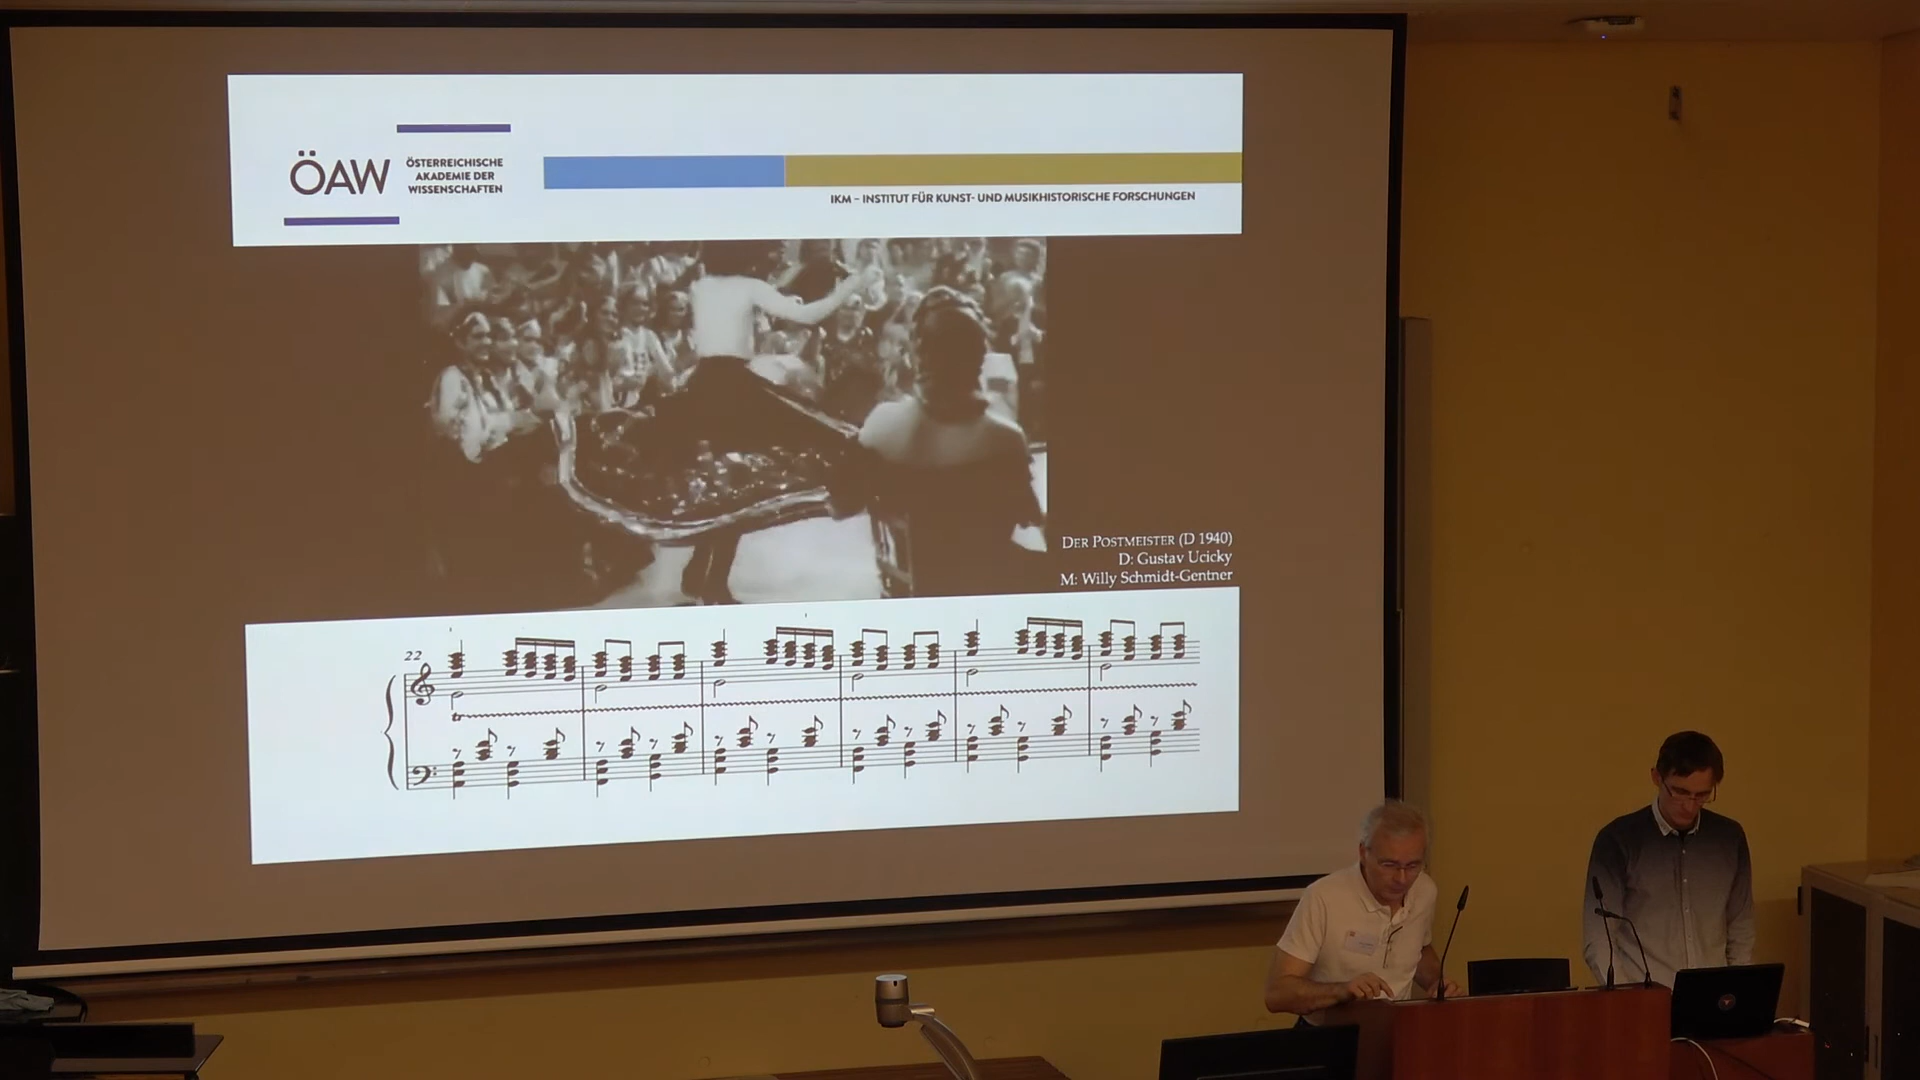 ÖAW
ÖSTERREICHISCHE
AKADEMIE DER
WISSENSCHAFTEN
IKM – INSTITUT FÜR KUNST- UND MUSIKHISTORISCHE FORSCHUNGEN
DER POSTMEISTER (D 1940)
D: Gustav Ucicky
M: Willy Schmidt-Gentner
22